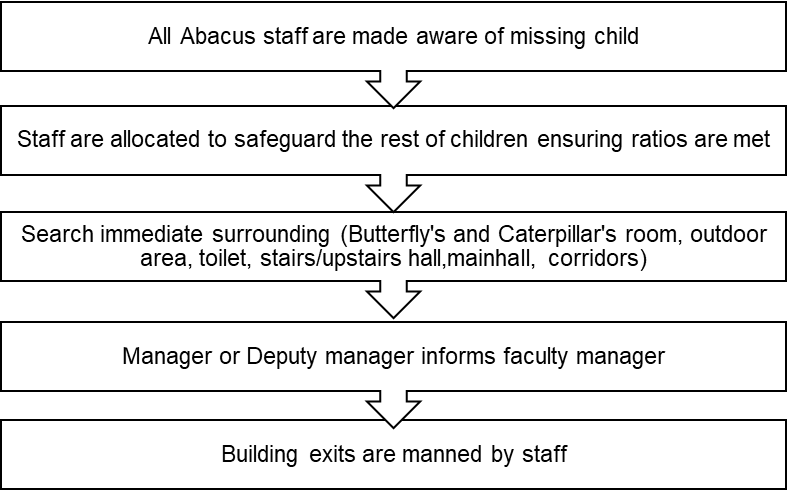 All Abacus staff are made aware of missing child
Staff are allocated to safeguard the rest of children ensuring ratios are met
Search immediate surrounding (Butterfly's and Caterpillar's room, outdoor
area, toilet, stairs/upstairs hall,mainhall, corridors)
Manager or Deputy manager informs faculty manager
Building exits are manned by staff